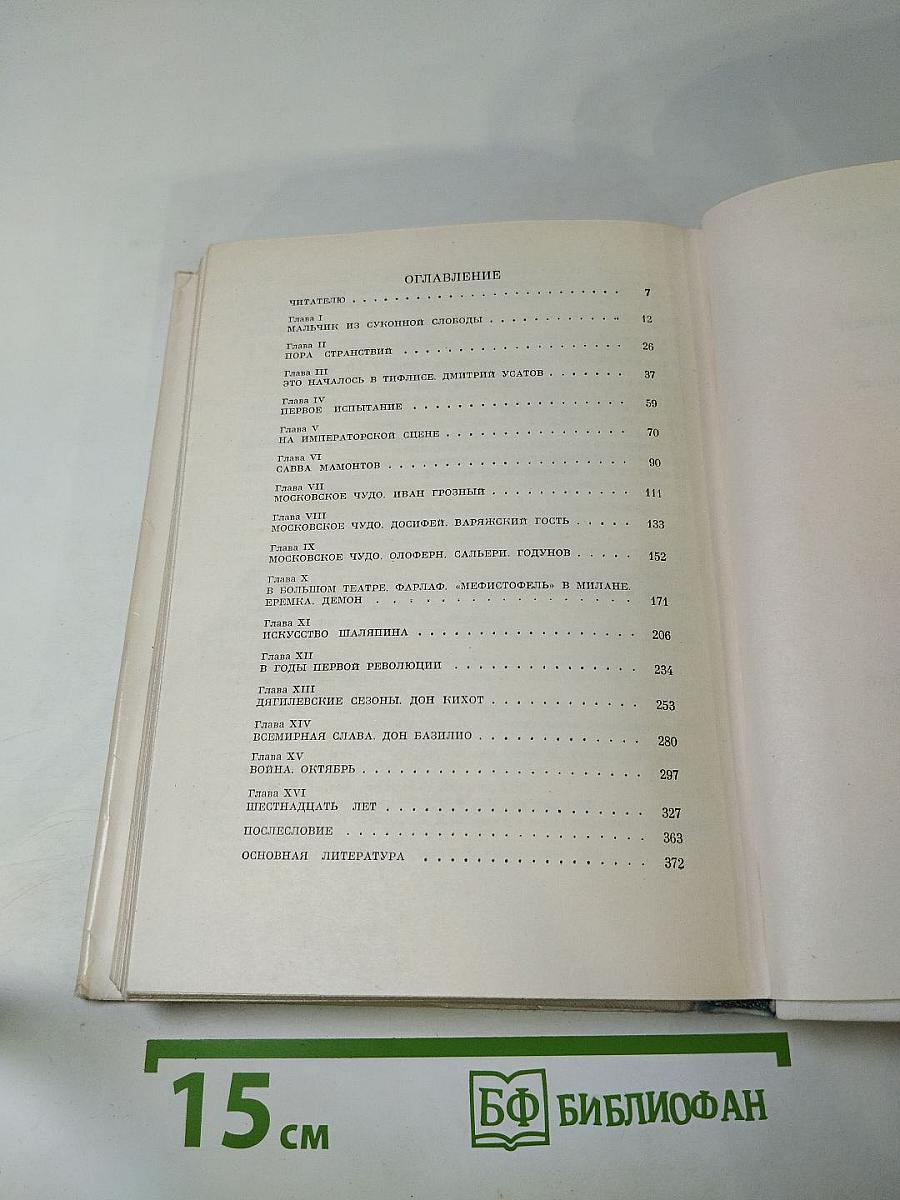 ОГЛАВЛЕНИЕ
ЧИТАТЕЛЮ . . . . . . . . . . . . . . . . . . . . . . . . . 7
Глава I
МАЛЬЧИК ИЗ СУКОННОЙ СЛОБОДЫ . . . . . . . . . . . . 12
Глава II
ПОРА СТРАНСТВИЙ . . . . . . . . . . . . . . . . . . . . 26
Глава III
ЭТО НАЧАЛОСЬ В ТИФЛИСЕ. ДМИТРИЙ УСАТОВ . . . . . . . 37
Глава IV
ПЕРВОЕ ИСПЫТАНИЕ . . . . . . . . . . . . . . . . . . . 59
Глава V
НА ИМПЕРАТОРСКОЙ СЦЕНЕ . . . . . . . . . . . . . . . . 70
Глава VI
САВВА МАМОНТОВ . . . . . . . . . . . . . . . . . . . . 90
Глава VII
МОСКОВСКОЕ ЧУДО. ИВАН ГРОЗНЫЙ . . . . . . . . . . . . 111
Глава VIII
МОСКОВСКОЕ ЧУДО. ДОСИФЕЙ. ВАРЯЖСКИЙ ГОСТЬ . . . . . 133
Глава IX
МОСКОВСКОЕ ЧУДО. ОЛОФЕРН. САЛЬЕРИ. ГОДУНОВ . . . . . 152
Глава X
В БОЛЬШОМ ТЕАТРЕ. ФАРЛАФ. «МЕФИСТОФЕЛЬ» В МИЛАНЕ.
ЕРЕМКА. ДЕМОН . . . . . . . . . . . . . . . . . 171
Глава XI
ИСКУССТВО ШАЛЯПИНА . . . . . . . . . . . . . . . . . . 206
Глава XII
В ГОДЫ ПЕРВОЙ РЕВОЛЮЦИИ . . . . . . . . . . . . . . . 234
Глава XIII
ДЯГИЛЕВСКИЕ СЕЗОНЫ. ДОН КИХОТ . . . . . . . . . . . . 253
Глава XIV
ВСЕМИРНАЯ СЛАВА. ДОН БАЗИЛИО . . . . . . . . . . . . . 280
Глава XV
ВОЙНА. ОКТЯБРЬ . . . . . . . . . . . . . . . . . . . . . 297
Глава XVI
ШЕСТНАДЦАТЬ ЛЕТ . . . . . . . . . . . . . . . . . . . . 327
ПОСЛЕСЛОВИЕ . . . . . . . . . . . . . . . . . . . . . . 363
ОСНОВНАЯ ЛИТЕРАТУРА . . . . . . . . . . . . . . . . . 372
15 см
БФ БИБЛИОФАН